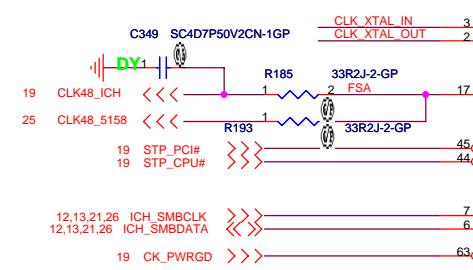 C349 SC4D7P50V2CN-1GP
CLK_XTAL_IN 3
CLK_XTAL_OUT 2
DY 1
R185 33R2J-2-GP
19 CLK48_ICH 1 2 FSA 17
25 CLK48_5158 1
R193 33R2J-2-GP
19 STP_PCI# 45
19 STP_CPU# 44
12,13,21,26 ICH_SMBCLK 7
12,13,21,26 ICH_SMBDATA 6
19 CK_PWRGD 63